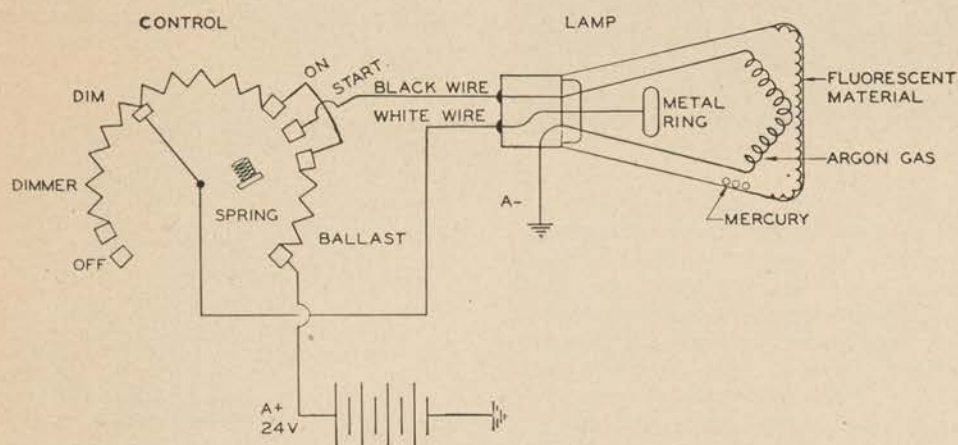 CONTROL
LAMP
ON
START.
DIM
BLACK WIRE
WHITE WIRE
METAL
RING
FLUORESCENT
MATERIAL
ARGON GAS
DIMMER
SPRING
A-
MERCURY
BALLAST
OFF
A+
24V